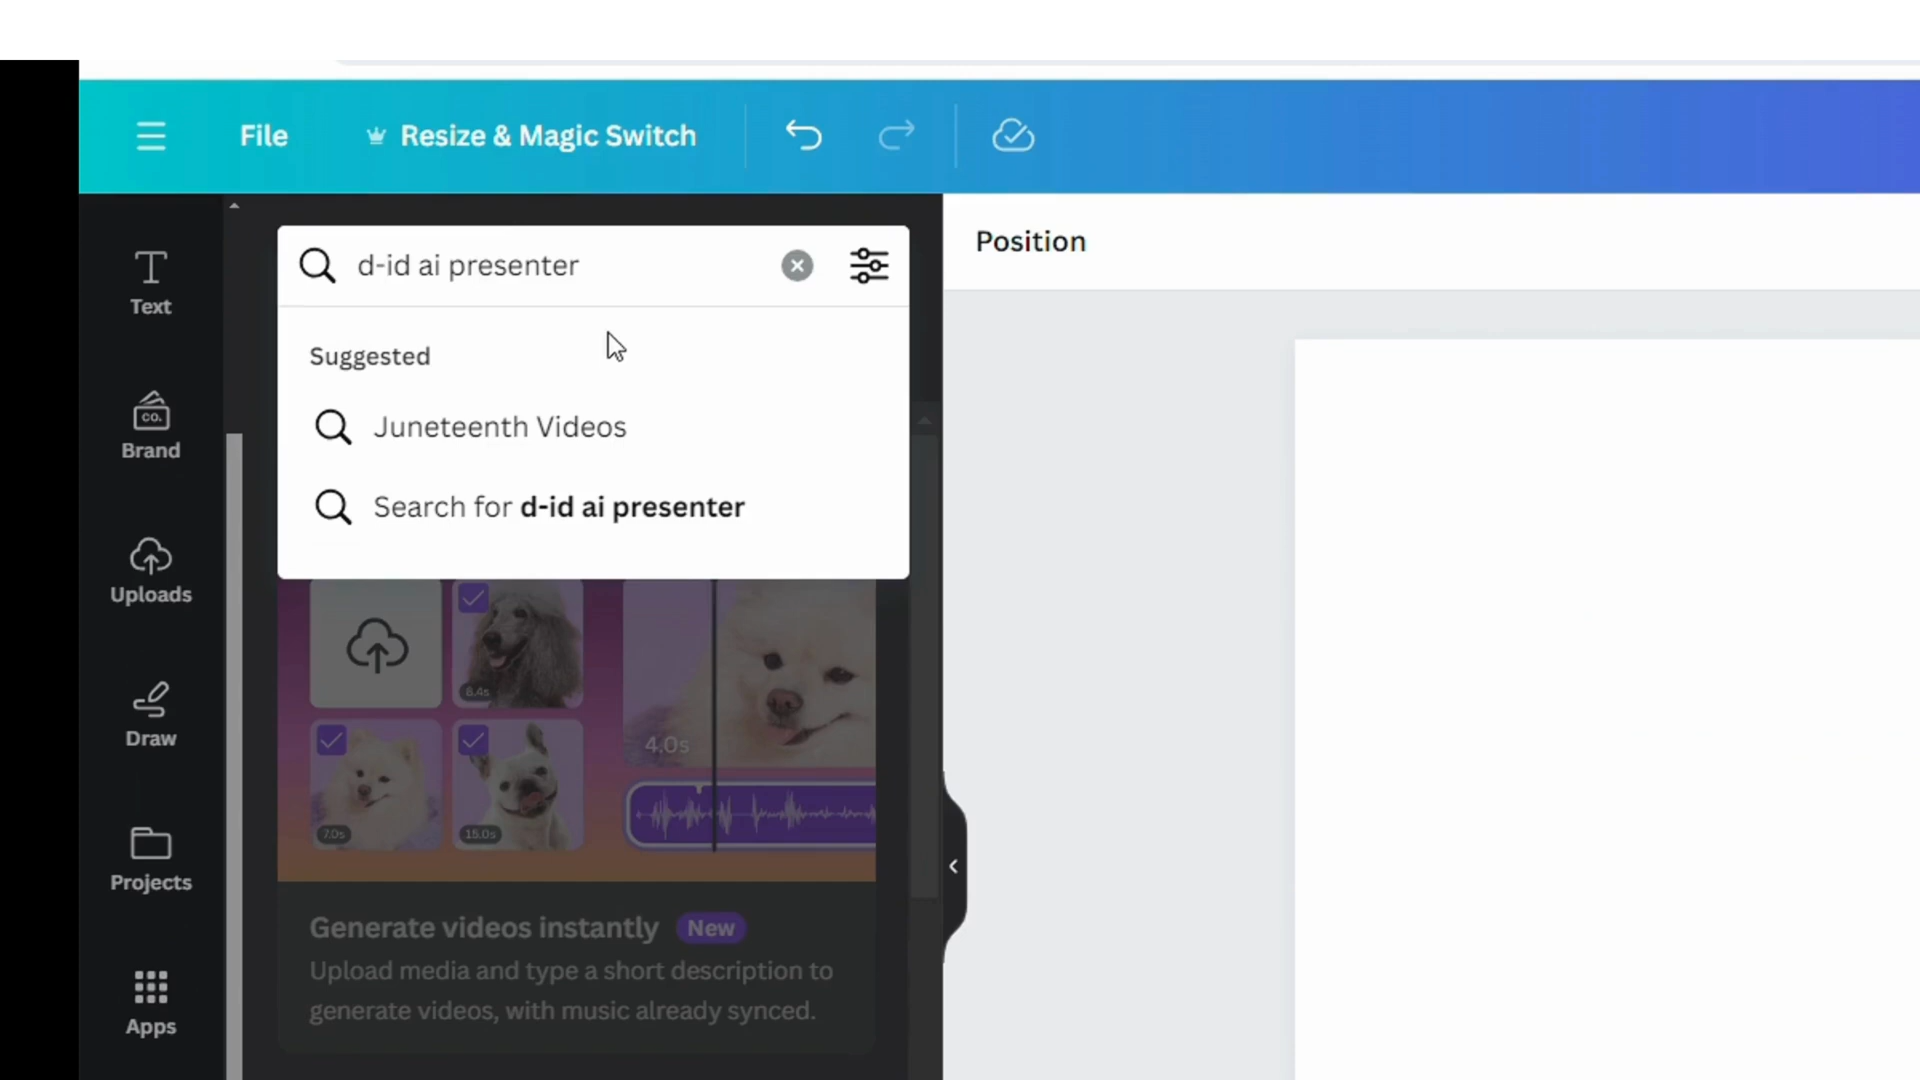 File
Resize & Magic Switch
Position
d-id ai presenter
Suggested
Juneteenth Videos
Search for d-id ai presenter
Text
CO.
Brand
Uploads
Draw
Projects
Apps
8.4s
7.0s
15.0s
4.0s
Generate videos instantly New
Upload media and type a short description to
generate videos, with music already synced.